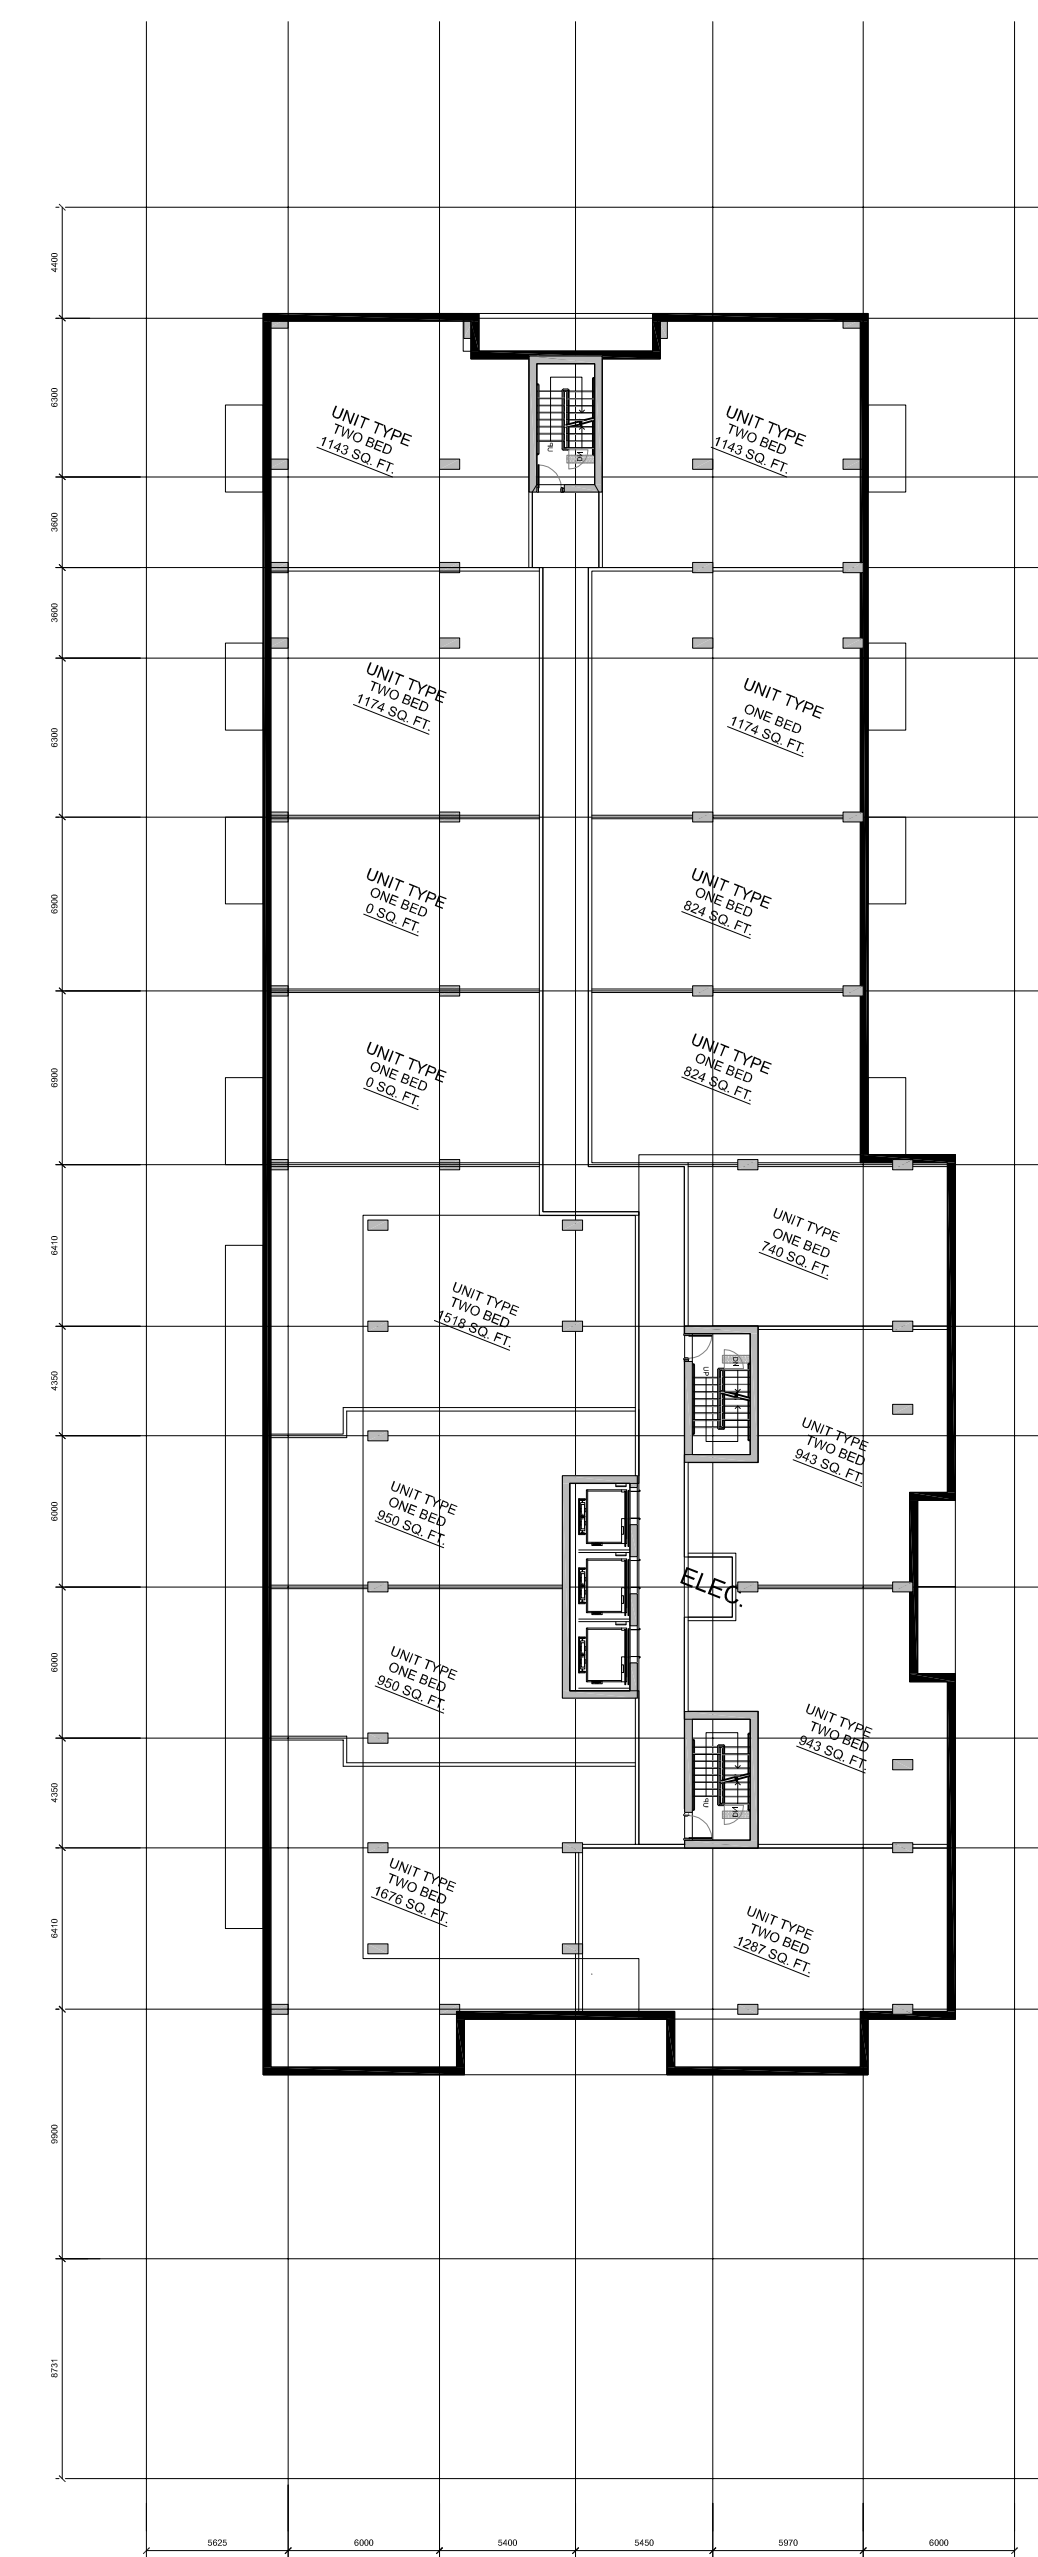 4400
6300
3600
3600
6300
6900
6900
6410
4350
6000
6000
4350
6410
9900
8731
UNIT TYPE
TWO BED
1143 SQ. FT.
UP
DN
UNIT TYPE
TWO BED
1143 SQ. FT.
UNIT TYPE
TWO BED
1174 SQ. FT.
UNIT TYPE
ONE BED
1174 SQ. FT.
UNIT TYPE
ONE BED
0 SQ. FT.
UNIT TYPE
ONE BED
824 SQ. FT.
UNIT TYPE
ONE BED
0 SQ. FT.
UNIT TYPE
ONE BED
824 SQ. FT.
UNIT TYPE
ONE BED
740 SQ. FT.
UNIT TYPE
TWO BED
1518 SQ. FT.
UP
DN
UNIT TYPE
TWO BED
943 SQ. FT.
UNIT TYPE
ONE BED
950 SQ. FT.
ELEC.
UNIT TYPE
ONE BED
950 SQ. FT.
UNIT TYPE
TWO BED
943 SQ. FT.
UP
DN
UNIT TYPE
TWO BED
1676 SQ. FT.
UNIT TYPE
TWO BED
1287 SQ. FT.
5625
6000
5400
5450
5970
6000